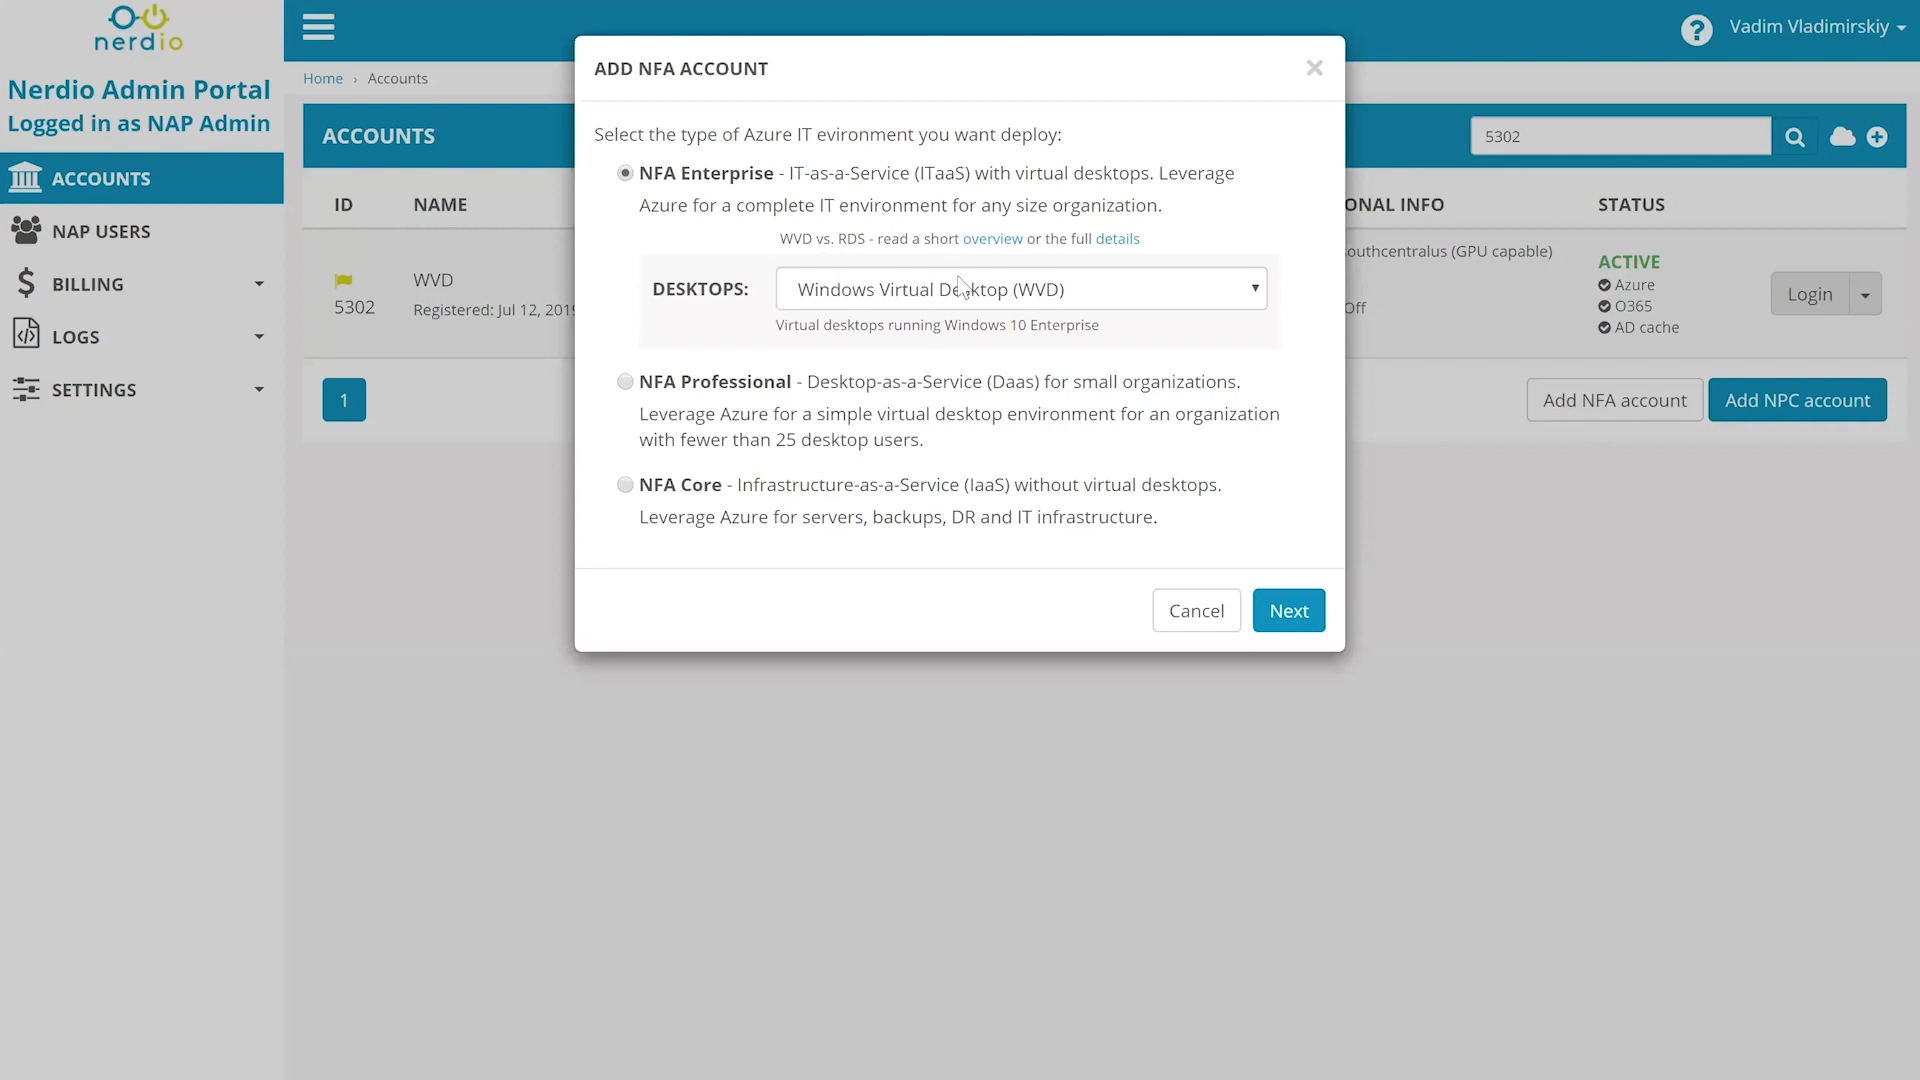 nerdio
Nerdio Admin Portal
Logged in as NAP Admin
ACCOUNTS
NAP USERS
BILLING
LOGS
SETTINGS
Vadim Vladimirskiy
Home › Accounts
ACCOUNTS
5302
ID NAME ONAL INFO STATUS
5302
WVD
Registered: Jul 12, 2019
outhcentralus (GPU capable)
Off
ACTIVE
Azure
O365
AD cache
Login
1
Add NFA account
Add NPC account
ADD NFA ACCOUNT
Select the type of Azure IT evironment you want deploy:
NFA Enterprise - IT-as-a-Service (ITaaS) with virtual desktops. Leverage
Azure for a complete IT environment for any size organization.
WVD vs. RDS - read a short overview or the full details
DESKTOPS: Windows Virtual Desktop (WVD)
Virtual desktops running Windows 10 Enterprise
NFA Professional - Desktop-as-a-Service (Daas) for small organizations.
Leverage Azure for a simple virtual desktop environment for an organization
with fewer than 25 desktop users.
NFA Core - Infrastructure-as-a-Service (IaaS) without virtual desktops.
Leverage Azure for servers, backups, DR and IT infrastructure.
Cancel
Next